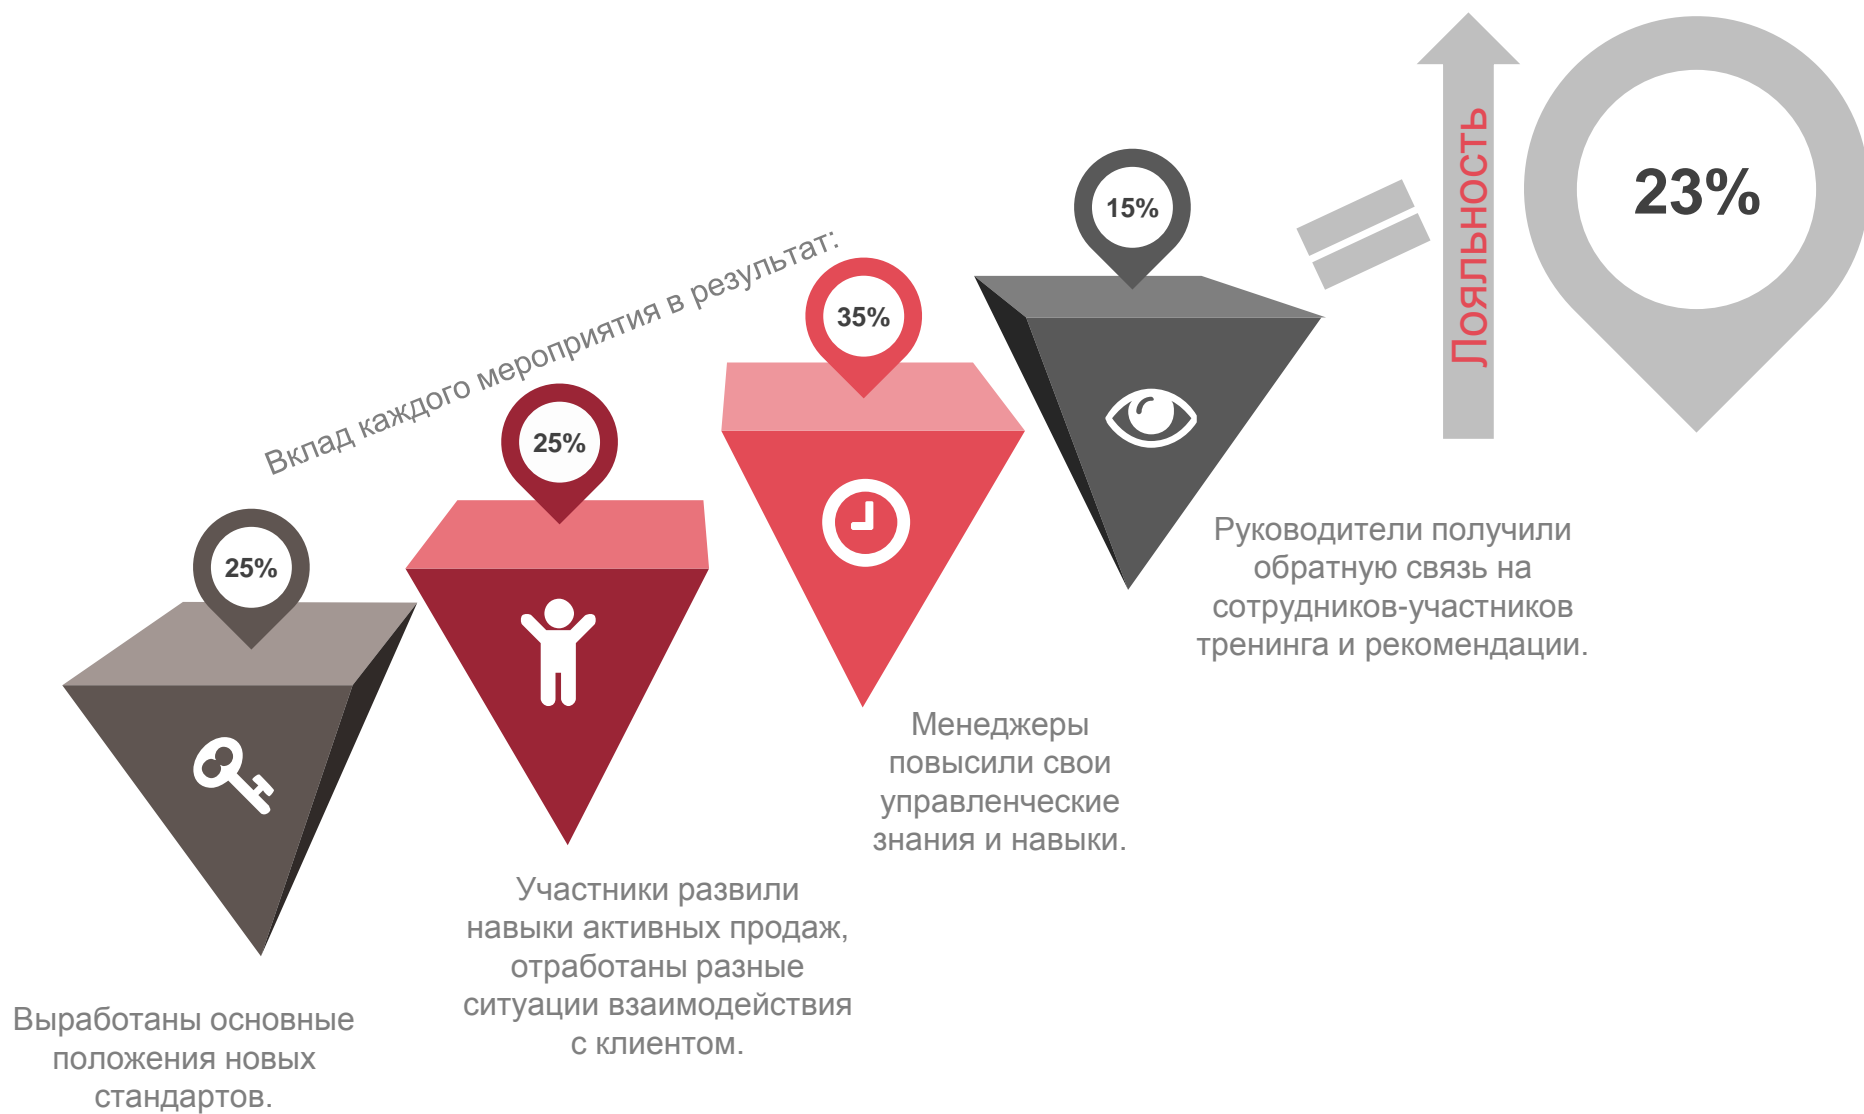 Вклад каждого мероприятия в результат:
25%
Выработаны основные
положения новых
стандартов.
25%
Участники развили
навыки активных продаж,
отработаны разные
ситуации взаимодействия
с клиентом.
35%
Менеджеры
повысили свои
управленческие
знания и навыки.
15%
Руководители получили
обратную связь на
сотрудников-участников
тренинга и рекомендации.
Лояльность
23%